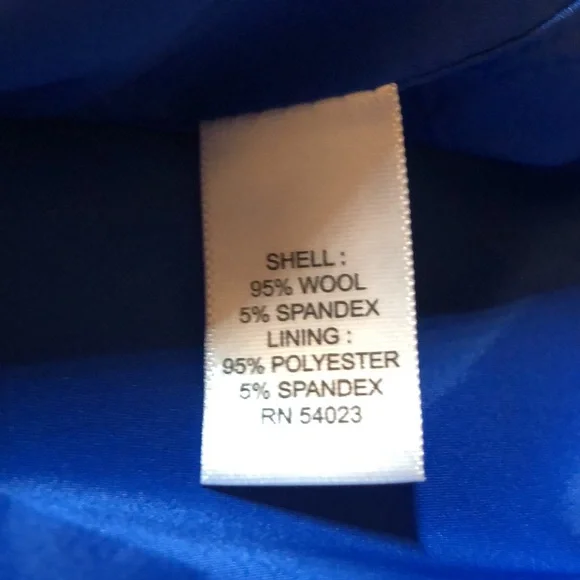 SHELL :
95% WOOL
5% SPANDEX
LINING :
95% POLYESTER
5% SPANDEX
RN 54023